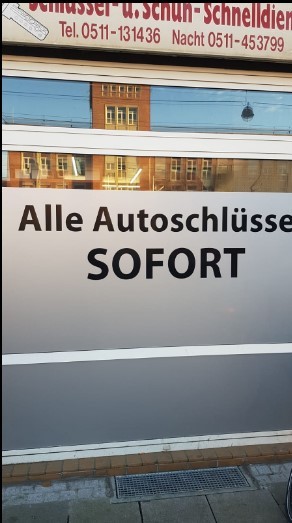 Schlüssel-u.Schuh-Schnelldien
Tel. 0511-131436 Nacht 0511-453799
Alle Autoschlüsse
SOFORT